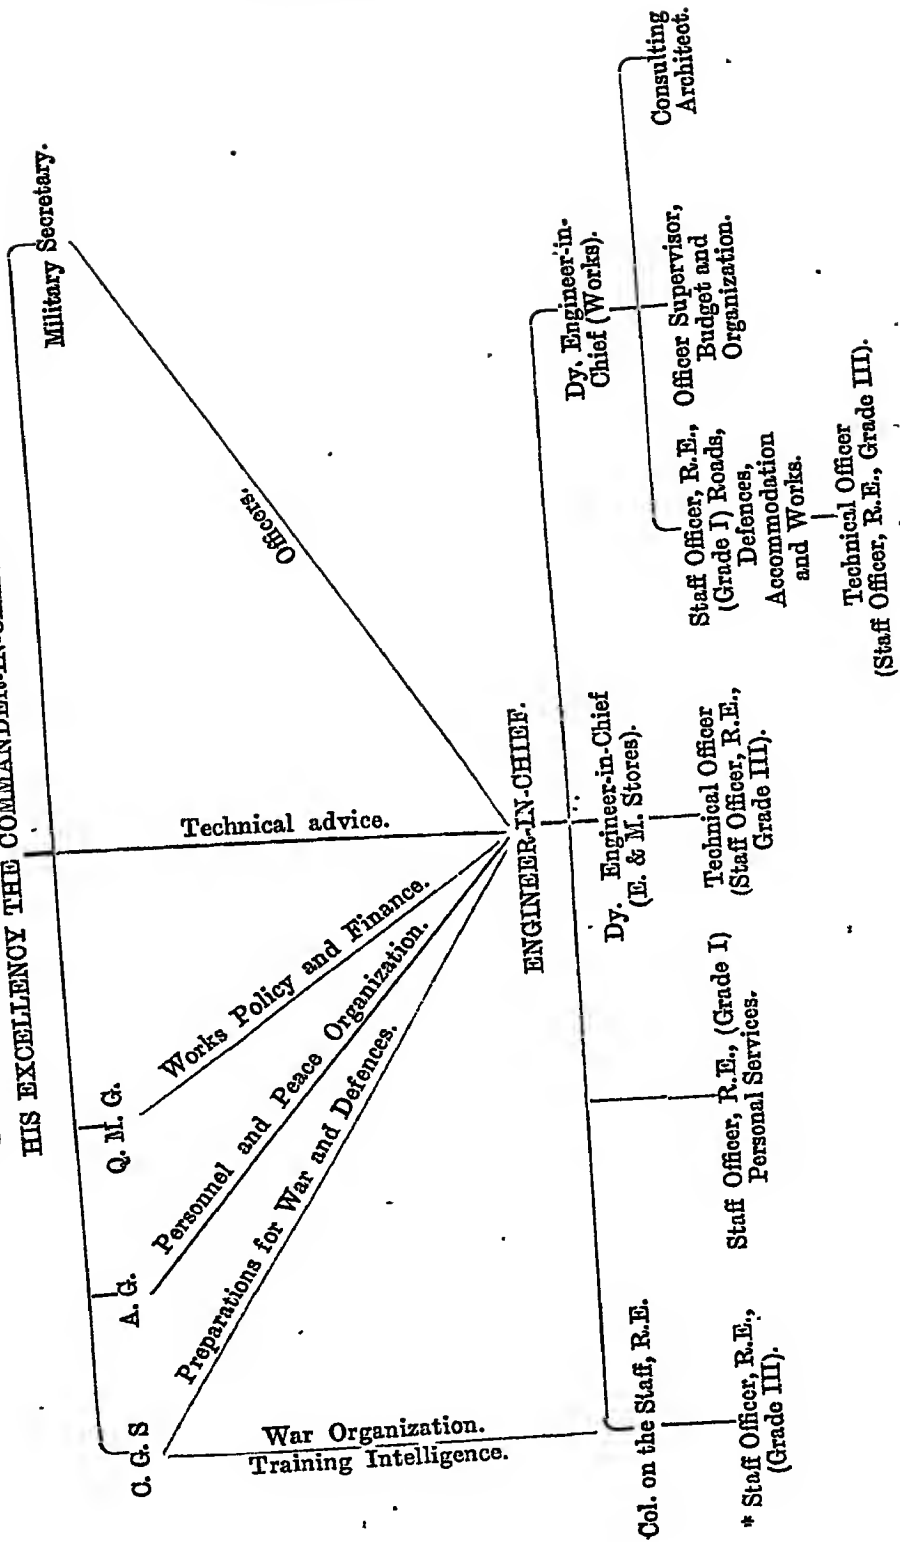 HIS EXCELLENCY THE COMMANDER-IN-CHIEF
C. G. S
A. G.
Q. M. G.
Military Secretary.
Preparations for War and Defences.
Personnel and Peace Organization.
Works Policy and Finance.
Technical advice.
Officers.
War Organization.
Training Intelligence.
ENGINEER-IN-CHIEF.
Col. on the Staff, R.E.
* Staff Officer, R.E.,
(Grade III).
Staff Officer, R.E., (Grade I)
Personal Services.
Dy. Engineer-in-Chief
(E. & M. Stores).
Technical Officer
(Staff Officer, R.E.,
Grade III).
Dy. Engineer-in-
Chief (Works).
Staff Officer, R.E.,
(Grade I) Roads,
Defences,
Accommodation
and Works.
Technical Officer
(Staff Officer, R.E., Grade III).
Officer Supervisor,
Budget and
Organization.
Consulting
Architect.